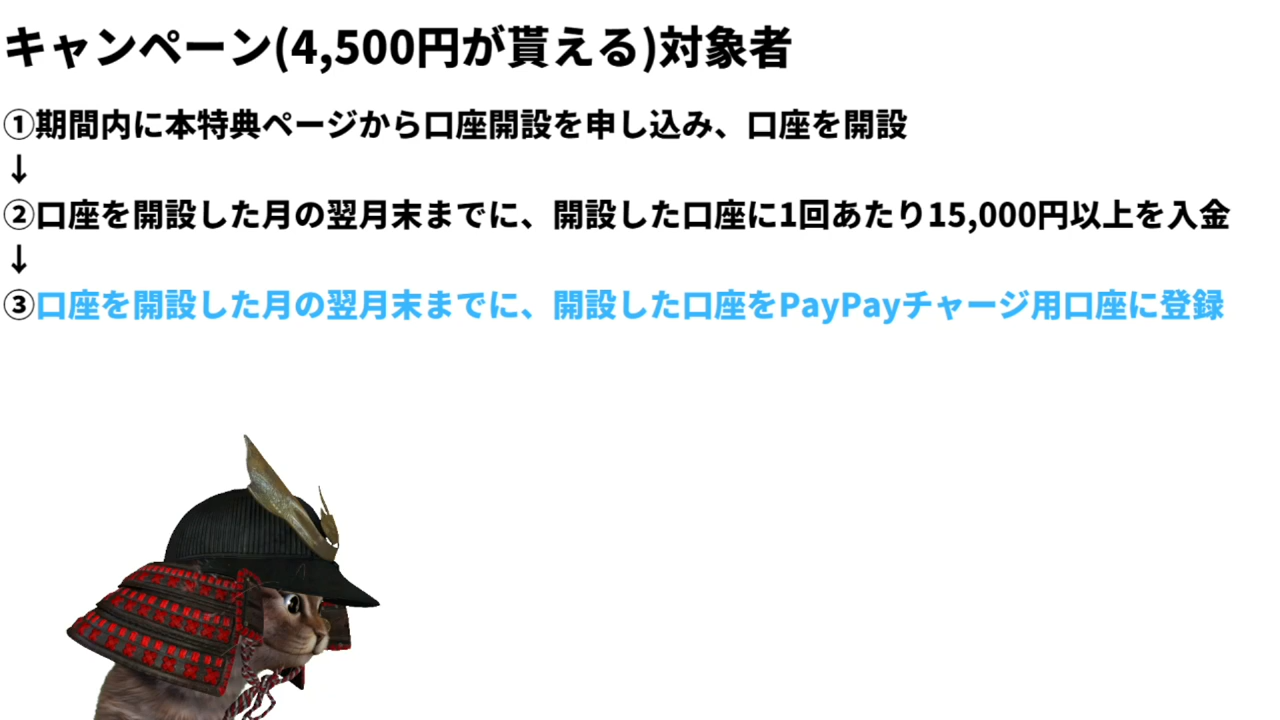 キャンペーン(4,500円が貰える)対象者
①期間内に本特典ページから口座開設を申し込み、口座を開設
↓
②口座を開設した月の翌月末までに、開設した口座に1回あたり15,000円以上を入金
↓
③口座を開設した月の翌月末までに、開設した口座をPayPayチャージ用口座に登録